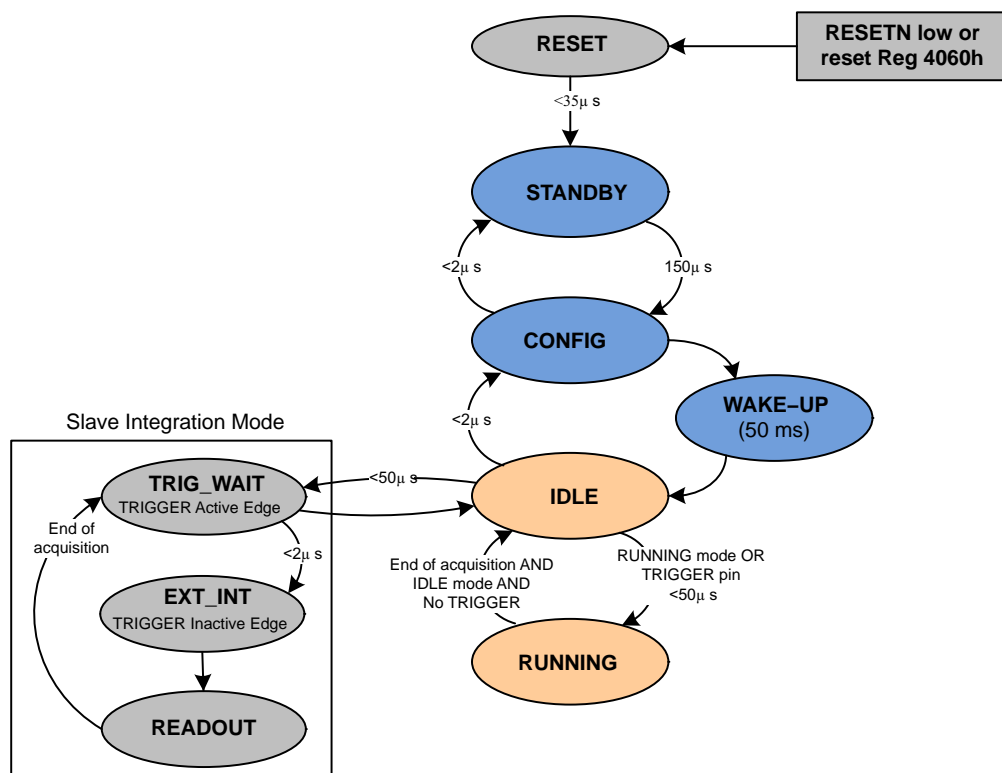 RESET
RESETN low or
reset Reg 4060h
<35μ s
STANDBY
<2μ s
150μ s
CONFIG
WAKE–UP
(50 ms)
<2μ s
Slave Integration Mode
TRIG_WAIT
TRIGGER Active Edge
<50μ s
IDLE
End of
acquisition
<2μ s
End of acquisition AND
IDLE mode AND
No TRIGGER
RUNNING mode OR
TRIGGER pin
<50μ s
EXT_INT
TRIGGER Inactive Edge
RUNNING
READOUT